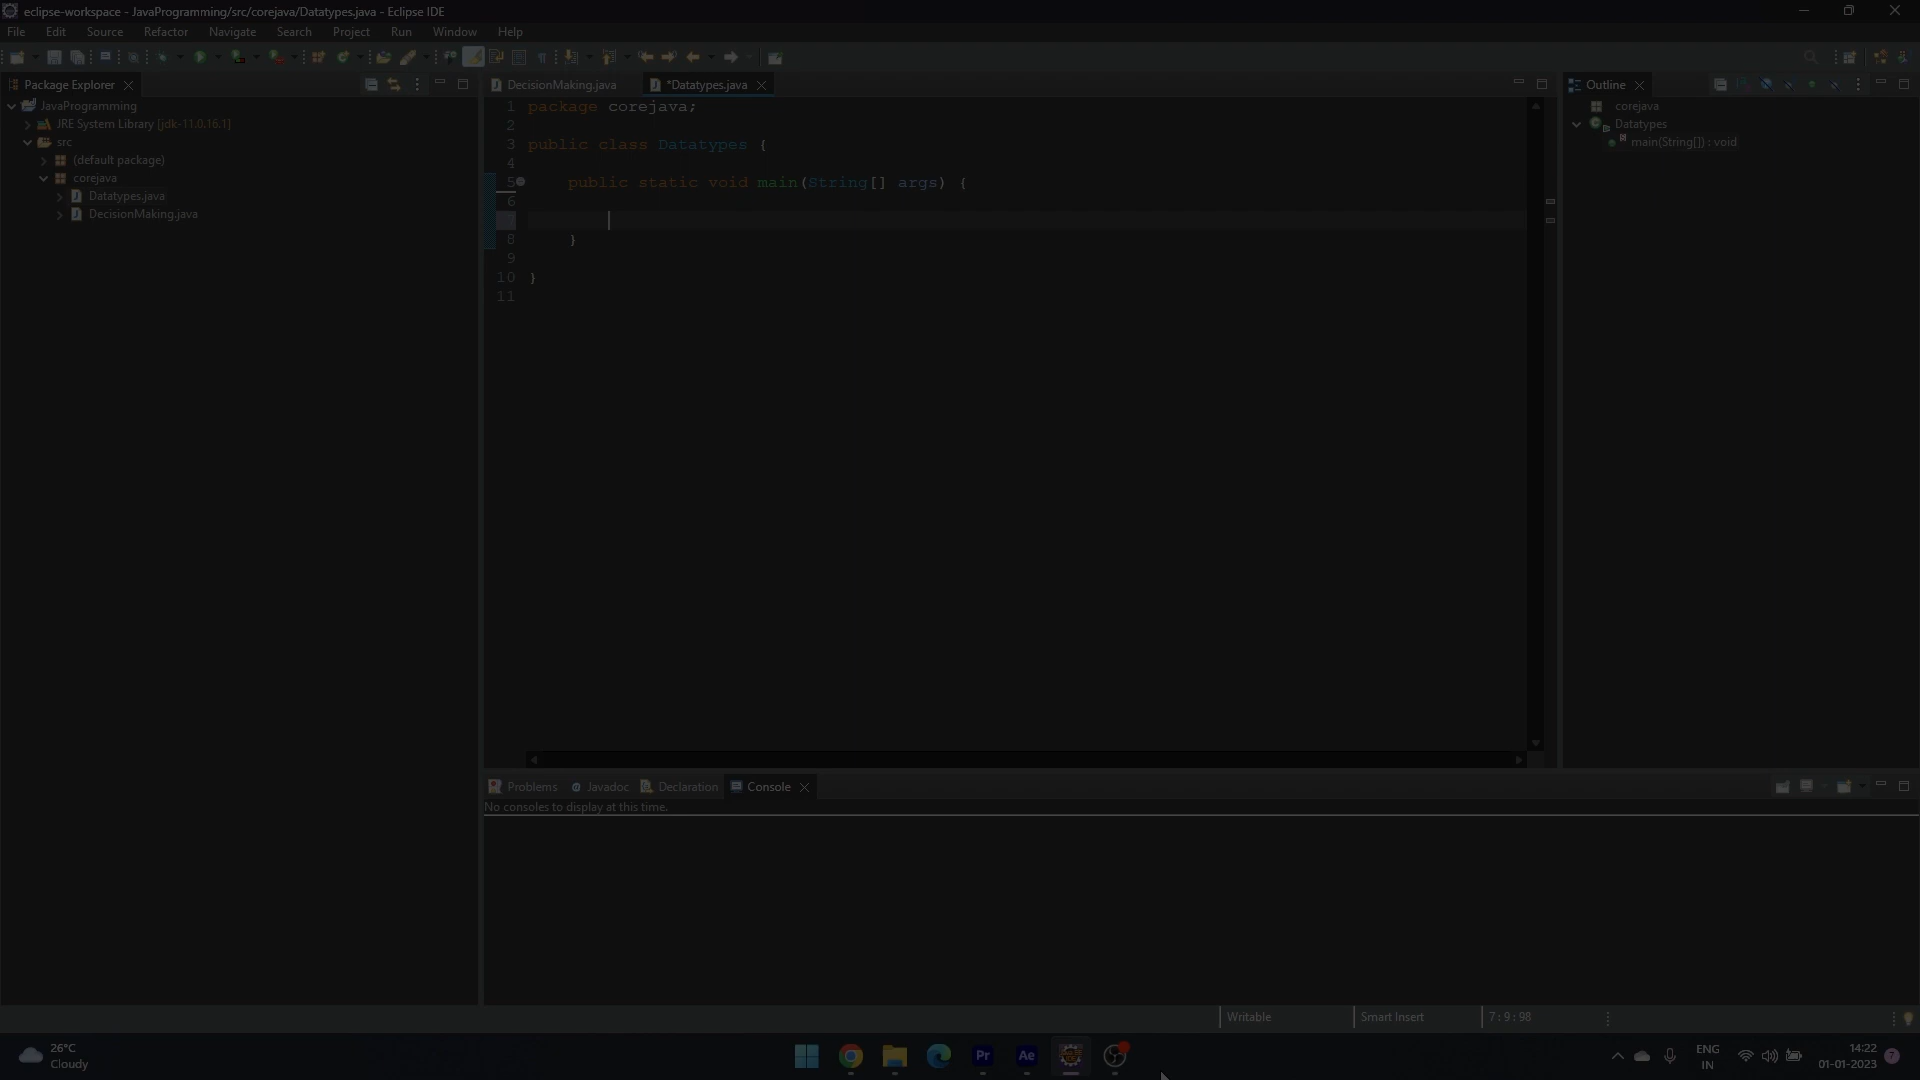 eclipse-workspace - JavaProgramming/src/corejava/Datatypes.java - Eclipse IDE
File Edit Source Refactor Navigate Search Project Run Window Help
Package Explorer
JavaProgramming
JRE System Library [jdk-11.0.16.1]
src
(default package)
corejava
Datatypes.java
DecisionMaking.java
DecisionMaking.java *Datatypes.java
1 package corejava;
2
3 public class Datatypes {
4
5 public static void main(String[] args) {
6
7
8 }
9
10 }
11
Outline
corejava
Datatypes
main(String[]) : void
Problems Javadoc Declaration Console
No consoles to display at this time.
Writable Smart Insert 7 : 9 : 98
26°C
Cloudy
Pr Ae
ENG
IN
14:22
01-01-2023
7